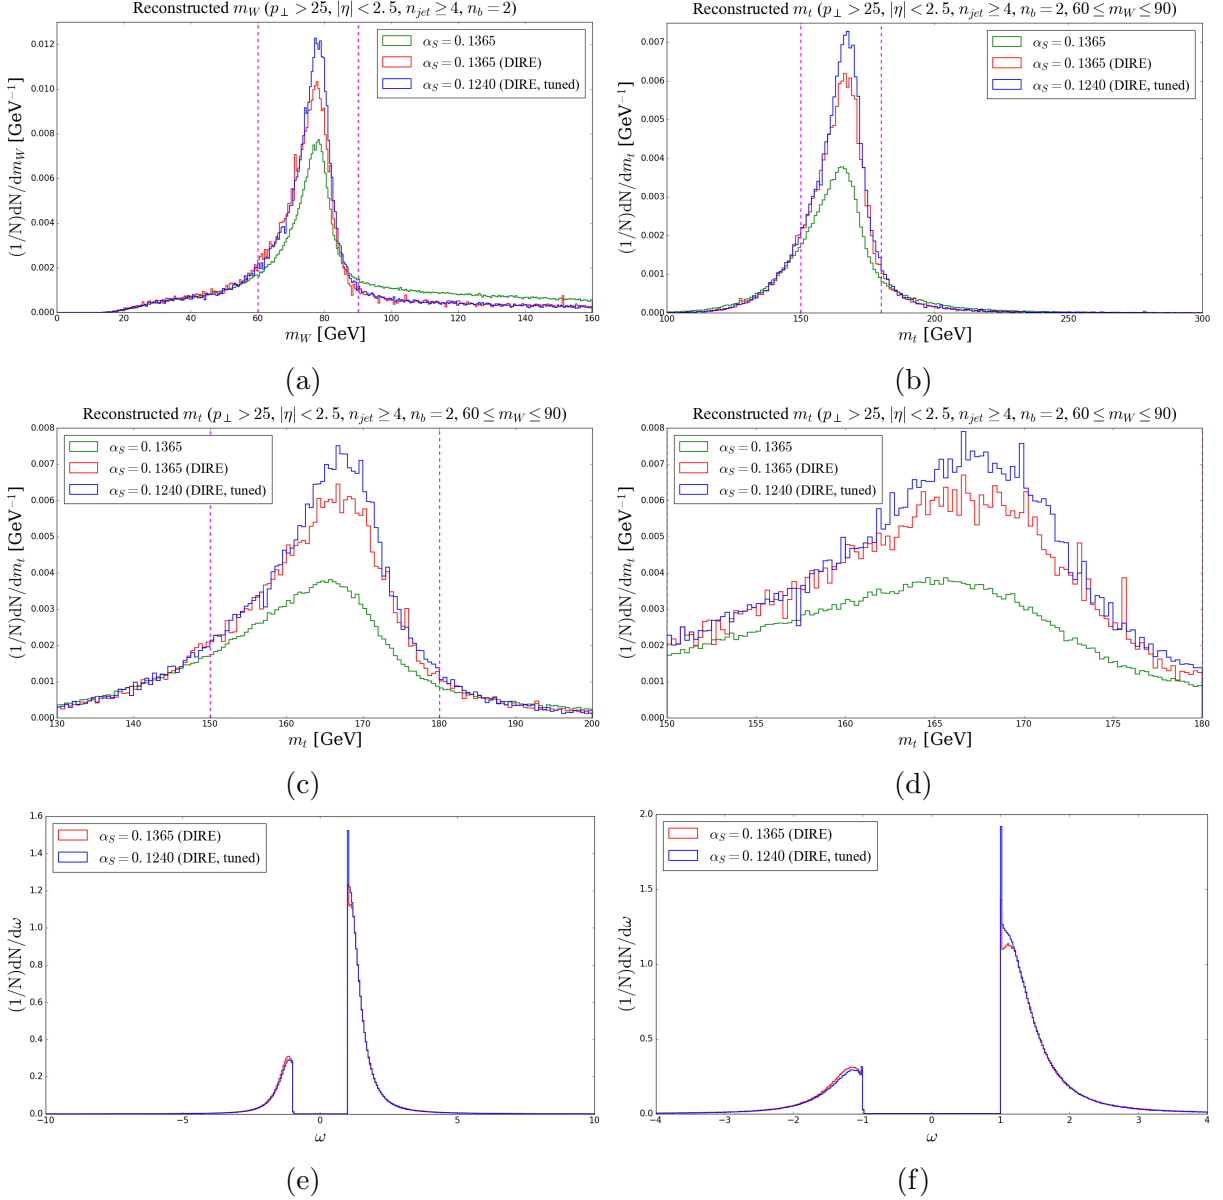 Reconstructed m_W (p_⊥ > 25, |η| < 2.5, n_jet ≥ 4, n_b = 2)
(1/N)dN/dm_W [GeV⁻¹]
0.012
0.010
0.008
0.006
0.004
0.002
0.000
α_S = 0.1365
α_S = 0.1365 (DIRE)
α_S = 0.1240 (DIRE, tuned)
0 20 40 60 80 100 120 140 160
m_W [GeV]
(a)
Reconstructed m_t (p_⊥ > 25, |η| < 2.5, n_jet ≥ 4, n_b = 2, 60 ≤ m_W ≤ 90)
(1/N)dN/dm_t [GeV⁻¹]
0.007
0.006
0.005
0.004
0.003
0.002
0.001
0.000
α_S = 0.1365
α_S = 0.1365 (DIRE)
α_S = 0.1240 (DIRE, tuned)
100 150 200 250 300
m_t [GeV]
(b)
Reconstructed m_t (p_⊥ > 25, |η| < 2.5, n_jet ≥ 4, n_b = 2, 60 ≤ m_W ≤ 90)
(1/N)dN/dm_t [GeV⁻¹]
0.008
0.007
0.006
0.005
0.004
0.003
0.002
0.001
0.000
α_S = 0.1365
α_S = 0.1365 (DIRE)
α_S = 0.1240 (DIRE, tuned)
130 140 150 160 170 180 190 200
m_t [GeV]
(c)
Reconstructed m_t (p_⊥ > 25, |η| < 2.5, n_jet ≥ 4, n_b = 2, 60 ≤ m_W ≤ 90)
(1/N)dN/dm_t [GeV⁻¹]
0.008
0.007
0.006
0.005
0.004
0.003
0.002
0.001
0.000
α_S = 0.1365
α_S = 0.1365 (DIRE)
α_S = 0.1240 (DIRE, tuned)
150 155 160 165 170 175 180
m_t [GeV]
(d)
(1/N)dN/dω
1.6
1.4
1.2
1.0
0.8
0.6
0.4
0.2
0.0
α_S = 0.1365 (DIRE)
α_S = 0.1240 (DIRE, tuned)
−10 −5 0 5 10
ω
(e)
(1/N)dN/dω
2.0
1.5
1.0
0.5
0.0
α_S = 0.1365 (DIRE)
α_S = 0.1240 (DIRE, tuned)
−4 −3 −2 −1 0 1 2 3 4
ω
(f)